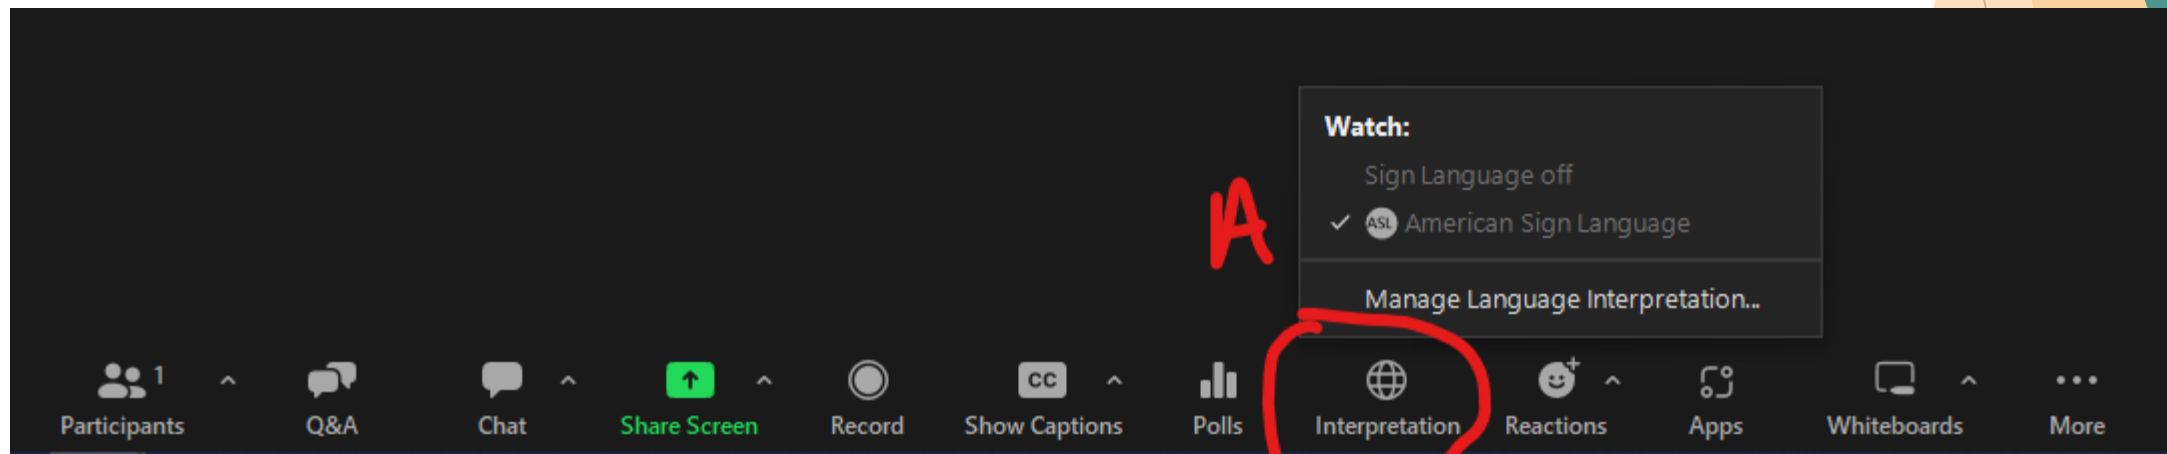 Watch:
Sign Language off
ASL American Sign Language
A
Manage Language Interpretation...
1
Participants
Q&A
Chat
Share Screen
Record
CC
Show Captions
Polls
Interpretation
Reactions
Apps
Whiteboards
More